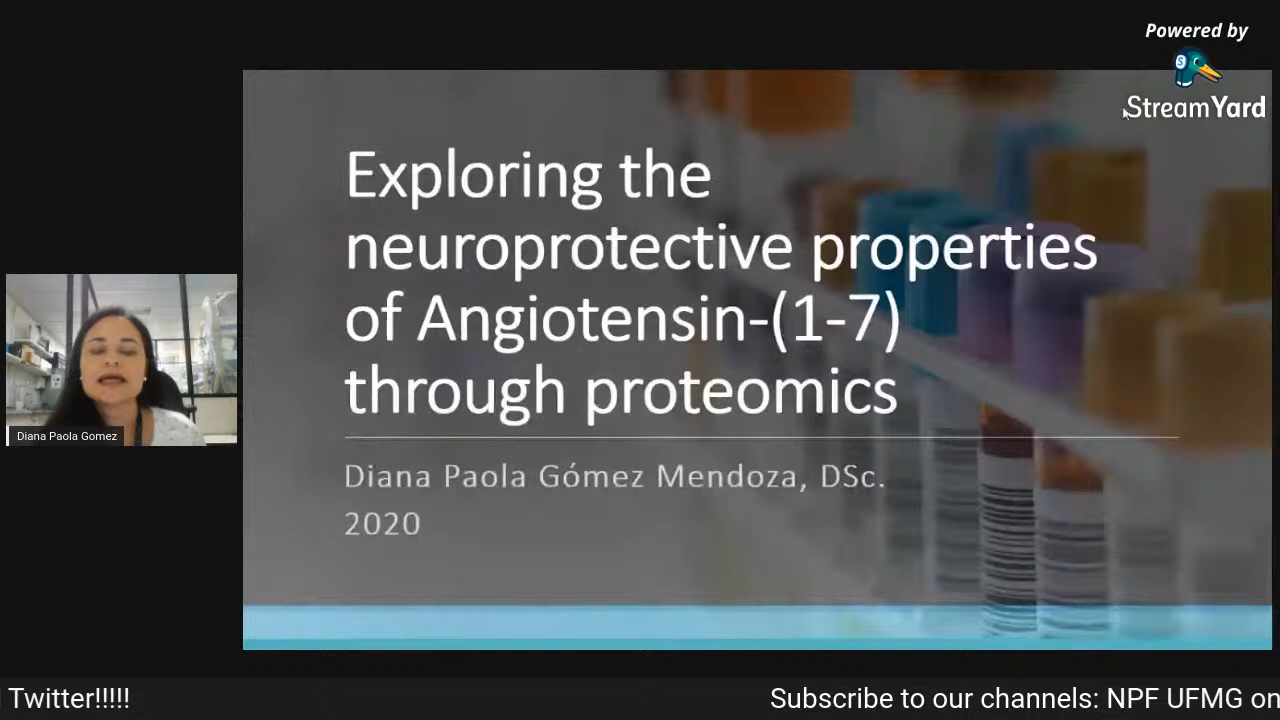 Powered by
StreamYard
Exploring the
neuroprotective properties
of Angiotensin-(1-7)
through proteomics
Diana Paola Gómez Mendoza, DSc.
2020
Diana Paola Gomez
Twitter!!!!!
Subscribe to our channels: NPF UFMG on